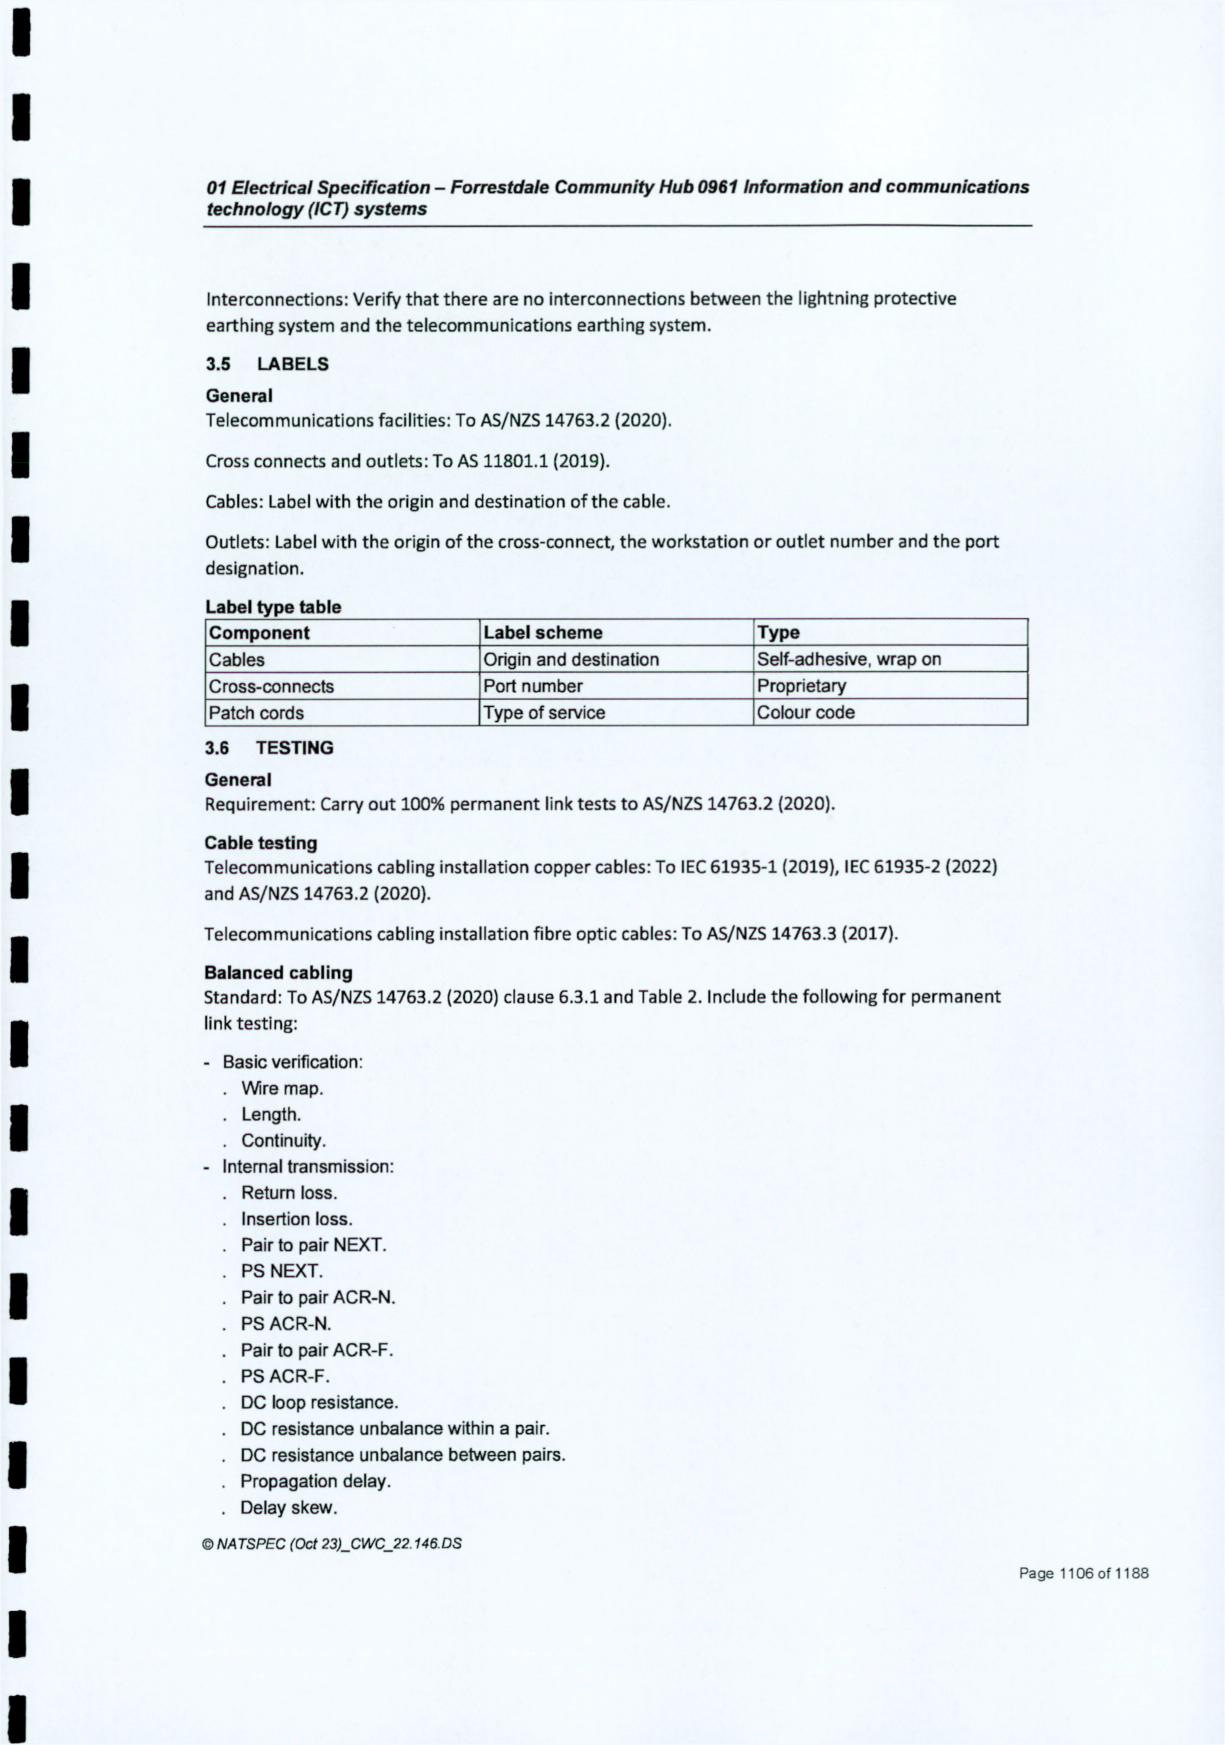 01 Electrical Specification – Forrestdale Community Hub 0961 Information and communications
technology (ICT) systems
Interconnections: Verify that there are no interconnections between the lightning protective
earthing system and the telecommunications earthing system.
3.5 LABELS
General
Telecommunications facilities: To AS/NZS 14763.2 (2020).
Cross connects and outlets: To AS 11801.1 (2019).
Cables: Label with the origin and destination of the cable.
Outlets: Label with the origin of the cross-connect, the workstation or outlet number and the port
designation.
Label type table
Component Label scheme Type
Cables Origin and destination Self-adhesive, wrap on
Cross-connects Port number Proprietary
Patch cords Type of service Colour code
3.6 TESTING
General
Requirement: Carry out 100% permanent link tests to AS/NZS 14763.2 (2020).
Cable testing
Telecommunications cabling installation copper cables: To IEC 61935-1 (2019), IEC 61935-2 (2022)
and AS/NZS 14763.2 (2020).
Telecommunications cabling installation fibre optic cables: To AS/NZS 14763.3 (2017).
Balanced cabling
Standard: To AS/NZS 14763.2 (2020) clause 6.3.1 and Table 2. Include the following for permanent
link testing:
- Basic verification:
. Wire map.
. Length.
. Continuity.
- Internal transmission:
. Return loss.
. Insertion loss.
. Pair to pair NEXT.
. PS NEXT.
. Pair to pair ACR-N.
. PS ACR-N.
. Pair to pair ACR-F.
. PS ACR-F.
. DC loop resistance.
. DC resistance unbalance within a pair.
. DC resistance unbalance between pairs.
. Propagation delay.
. Delay skew.
© NATSPEC (Oct 23)_CWC_22.146.DS
Page 1106 of 1188